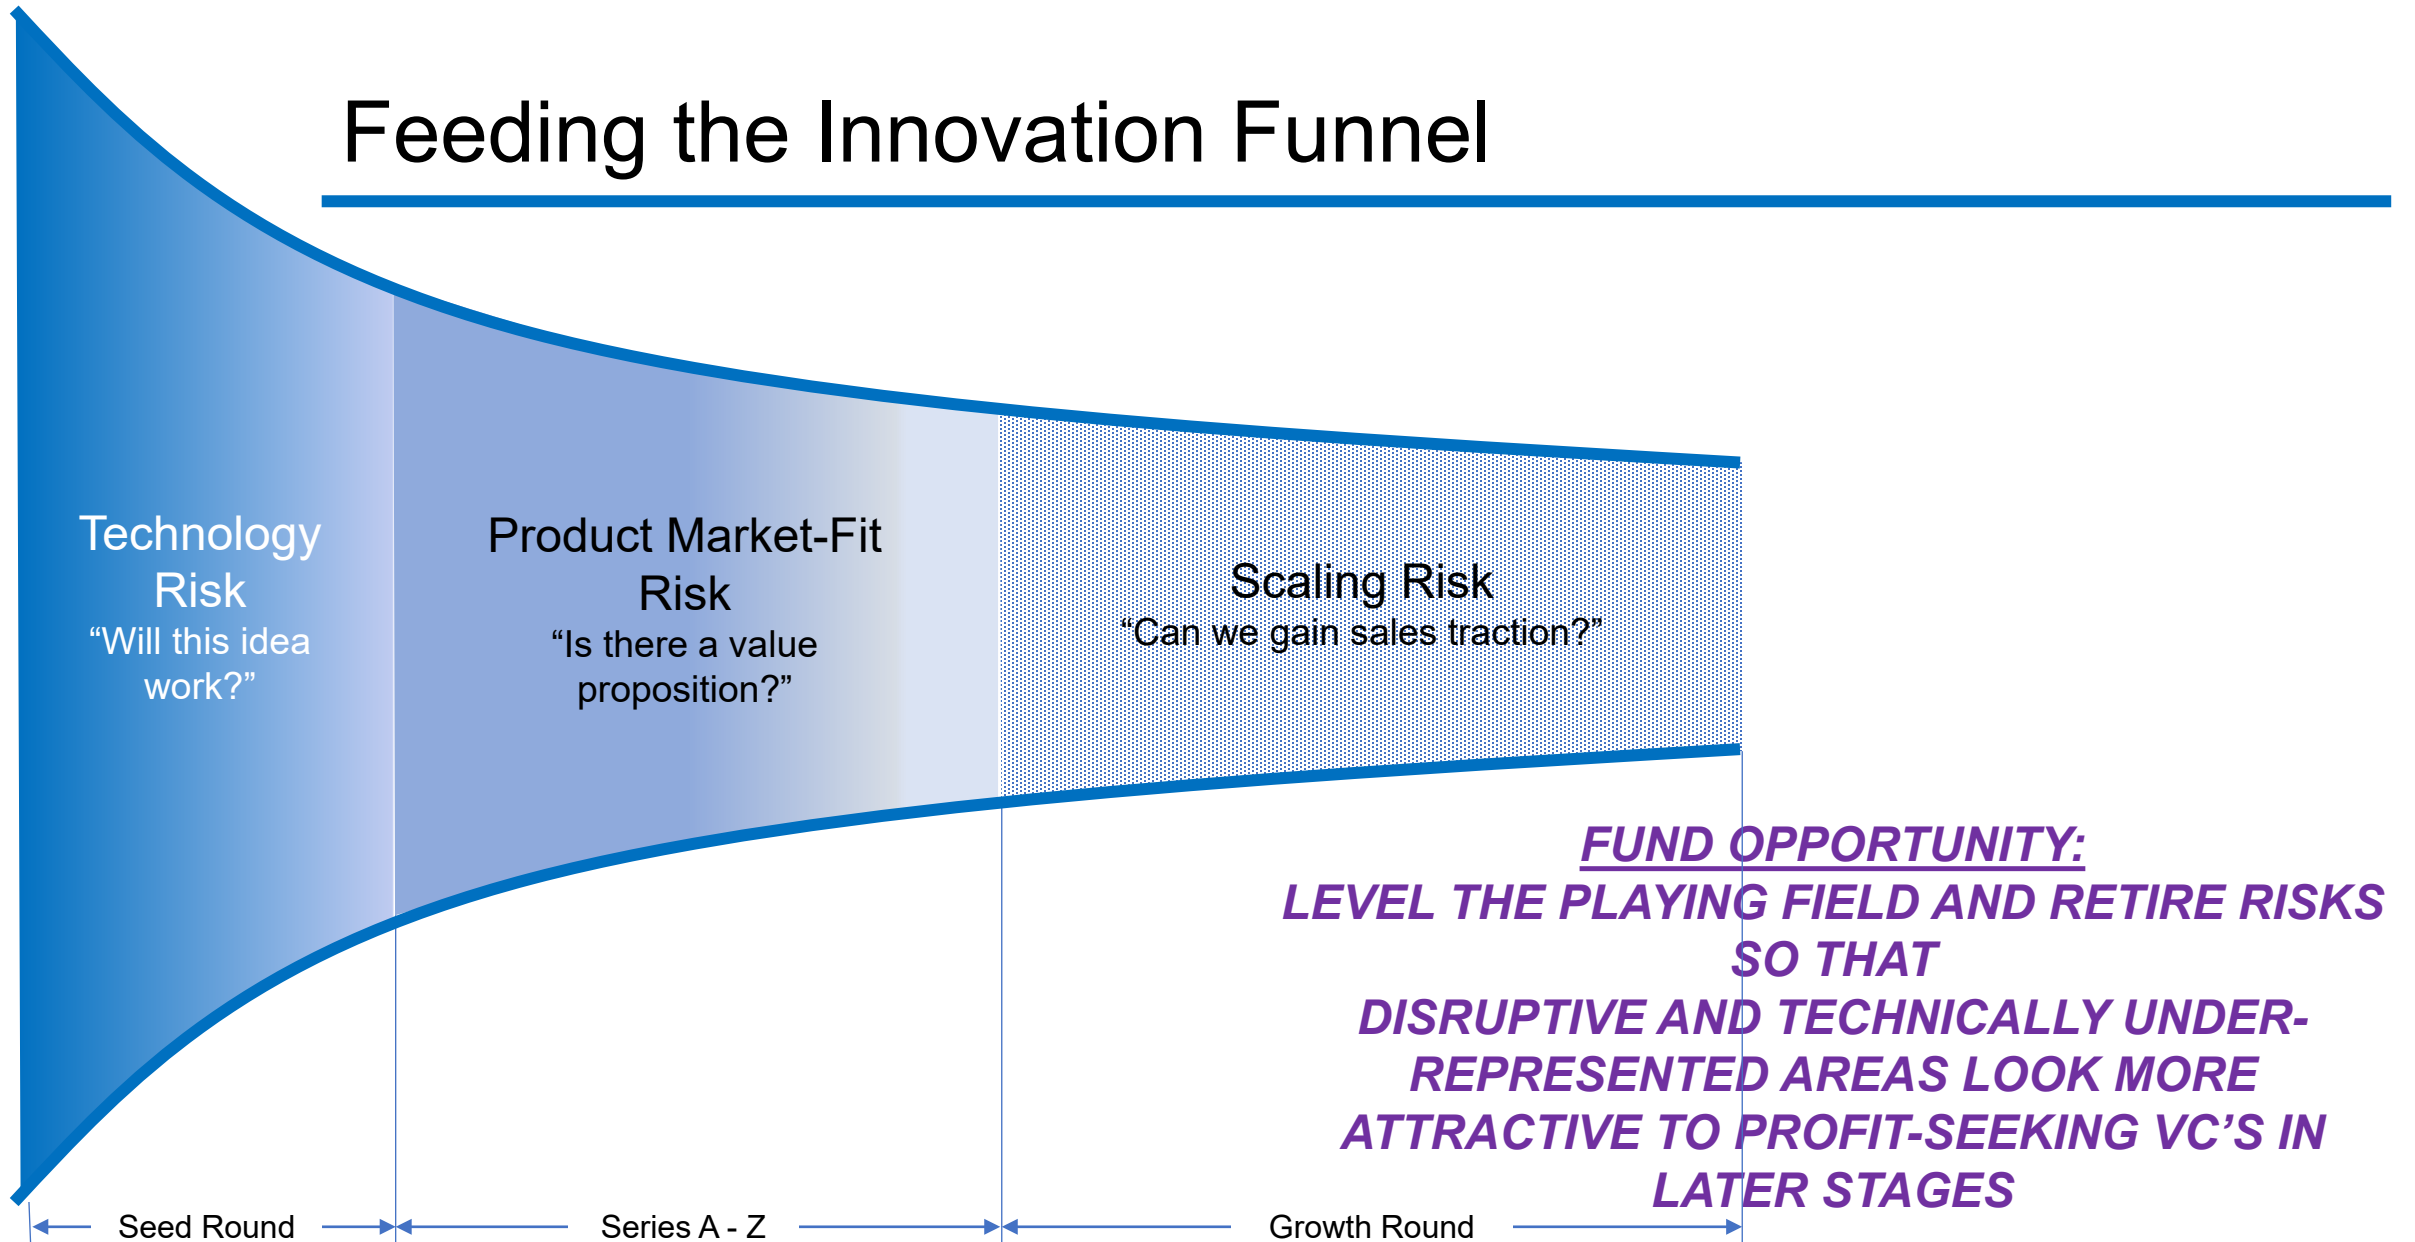 Feeding the Innovation Funnel
Technology
Risk
“Will this idea
work?”
Product Market-Fit
Risk
“Is there a value
proposition?”
Scaling Risk
“Can we gain sales traction?”
FUND OPPORTUNITY:
LEVEL THE PLAYING FIELD AND RETIRE RISKS
SO THAT
DISRUPTIVE AND TECHNICALLY UNDER-
REPRESENTED AREAS LOOK MORE
ATTRACTIVE TO PROFIT-SEEKING VC’S IN
LATER STAGES
Seed Round
Series A - Z
Growth Round